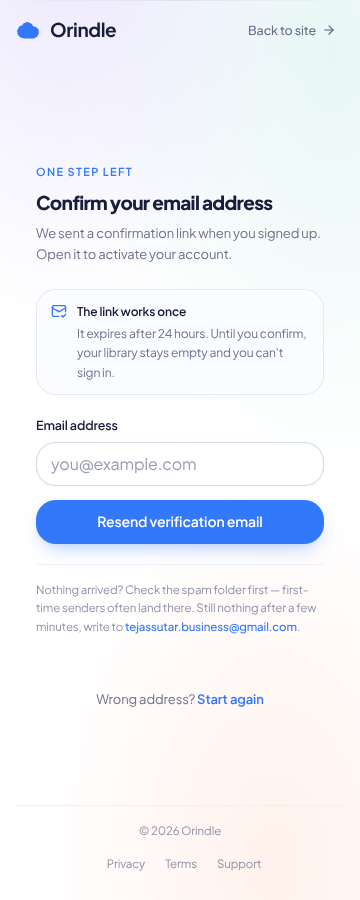 Orindle
Back to site →
ONE STEP LEFT
Confirm your email address
We sent a confirmation link when you signed up.
Open it to activate your account.
The link works once
It expires after 24 hours. Until you confirm,
your library stays empty and you can't
sign in.
Email address
you@example.com
Resend verification email
Nothing arrived? Check the spam folder first — first-
time senders often land there. Still nothing after a few
minutes, write to tejassutar.business@gmail.com.
Wrong address? Start again
© 2026 Orindle
Privacy Terms Support